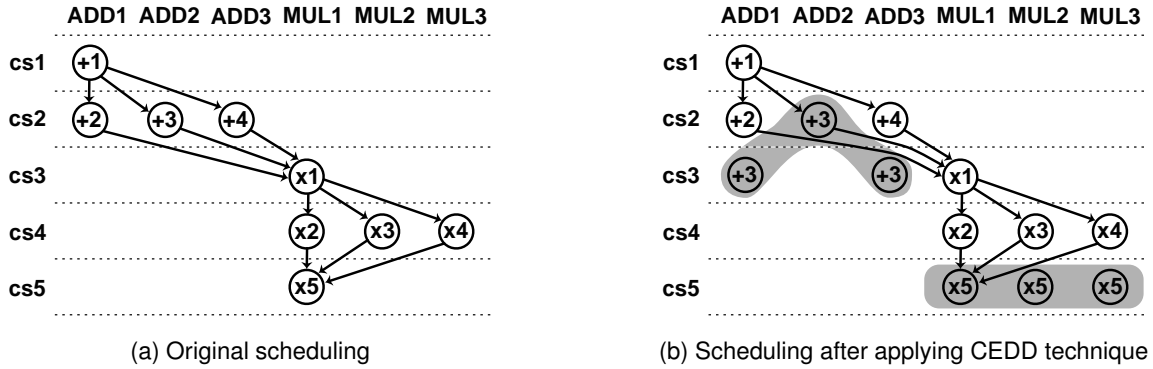 ADD1 ADD2 ADD3 MUL1 MUL2 MUL3
cs1 +1
cs2 +2 +3 +4
cs3 x1
cs4 x2 x3 x4
cs5 x5
(a) Original scheduling
ADD1 ADD2 ADD3 MUL1 MUL2 MUL3
cs1 +1
cs2 +2 +3 +4
cs3 +3 +3 x1
cs4 x2 x3 x4
cs5 x5 x5 x5
(b) Scheduling after applying CEDD technique